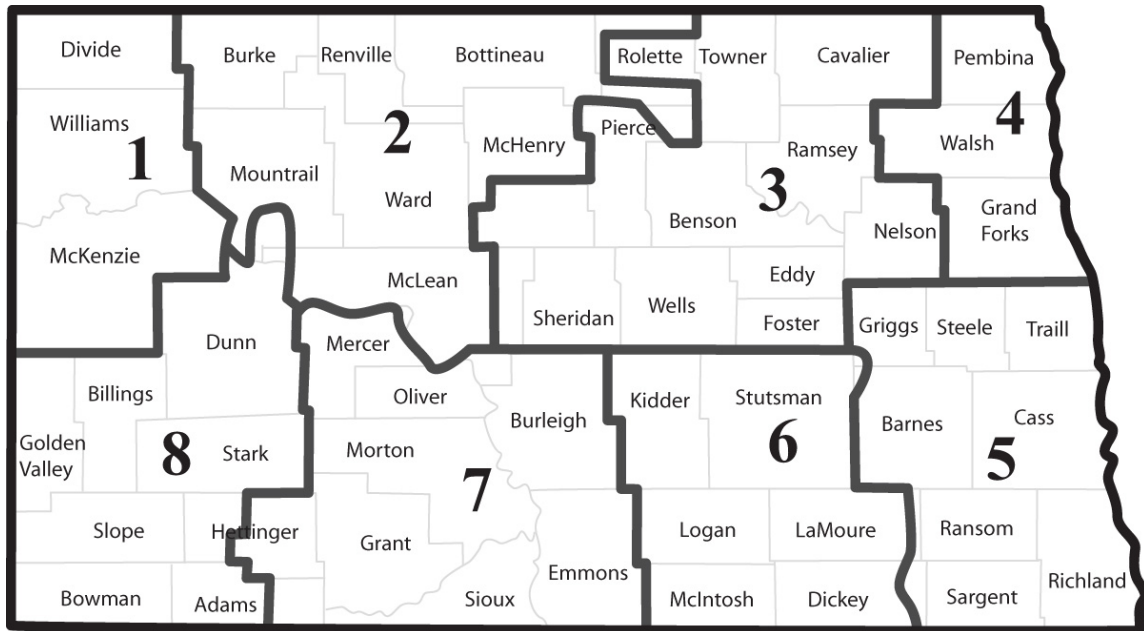 Divide
Burke
Renville
Bottineau
Rolette
Towner
Cavalier
Pembina
4
Williams
1
2
McHenry
Pierce
Ramsey
Walsh
Mountrail
Ward
3
Benson
Nelson
Grand
Forks
McKenzie
McLean
Eddy
Sheridan
Wells
Foster
Griggs
Steele
Traill
Dunn
Mercer
Billings
Oliver
Burleigh
Kidder
Stutsman
6
Barnes
Cass
5
Golden
Valley
8
Stark
Morton
7
Slope
Hettinger
Grant
Logan
LaMoure
Ransom
Emmons
Richland
Bowman
Adams
Sioux
McIntosh
Dickey
Sargent